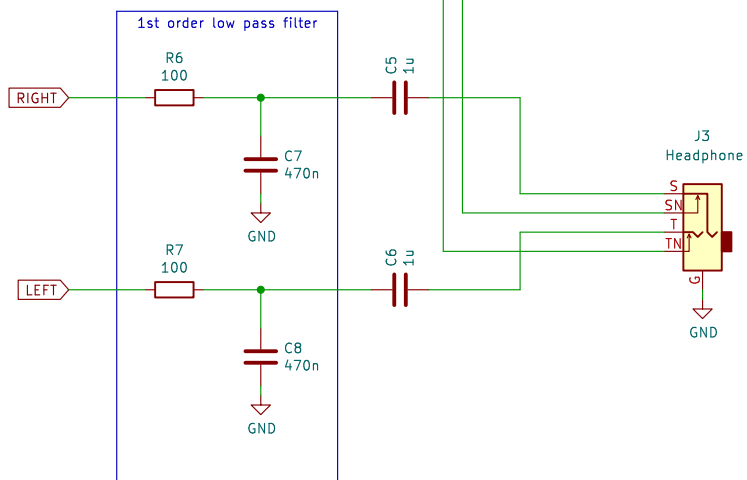 1st order low pass filter
R6
100
C5
1u
RIGHT
C7
470n
GND
J3
Headphone
S
SN
T
TN
G
GND
R7
100
C6
1u
LEFT
C8
470n
GND